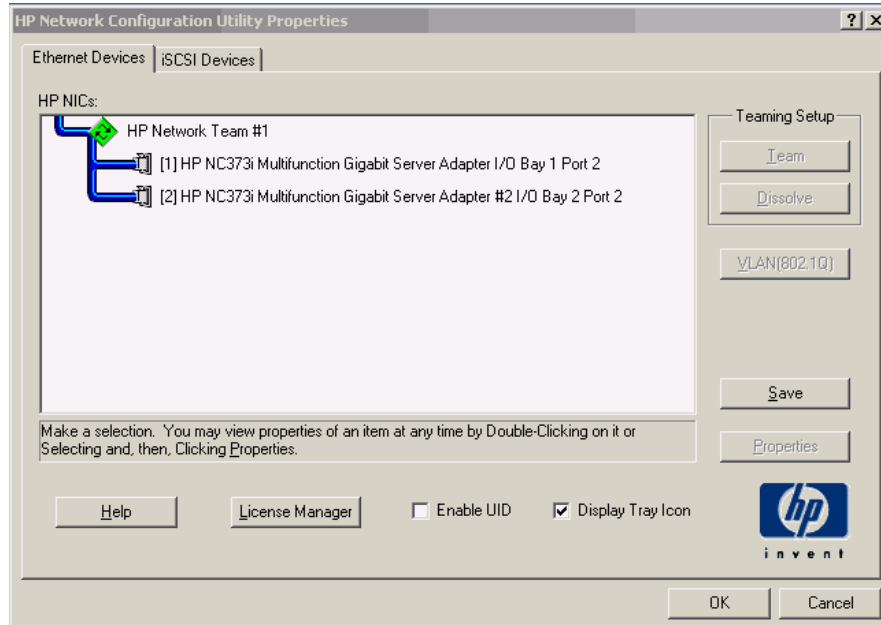 HP Network Configuration Utility Properties
Ethernet Devices
iSCSI Devices
HP NICs:
HP Network Team #1
[1] HP NC373i Multifunction Gigabit Server Adapter I/O Bay 1 Port 2
[2] HP NC373i Multifunction Gigabit Server Adapter #2 I/O Bay 2 Port 2
Teaming Setup
Team
Dissolve
VLAN(802.1Q)
Save
Make a selection. You may view properties of an item at any time by Double-Clicking on it or
Selecting and, then, Clicking Properties.
Properties
Help
License Manager
Enable UID
Display Tray Icon
hp
invent
OK
Cancel